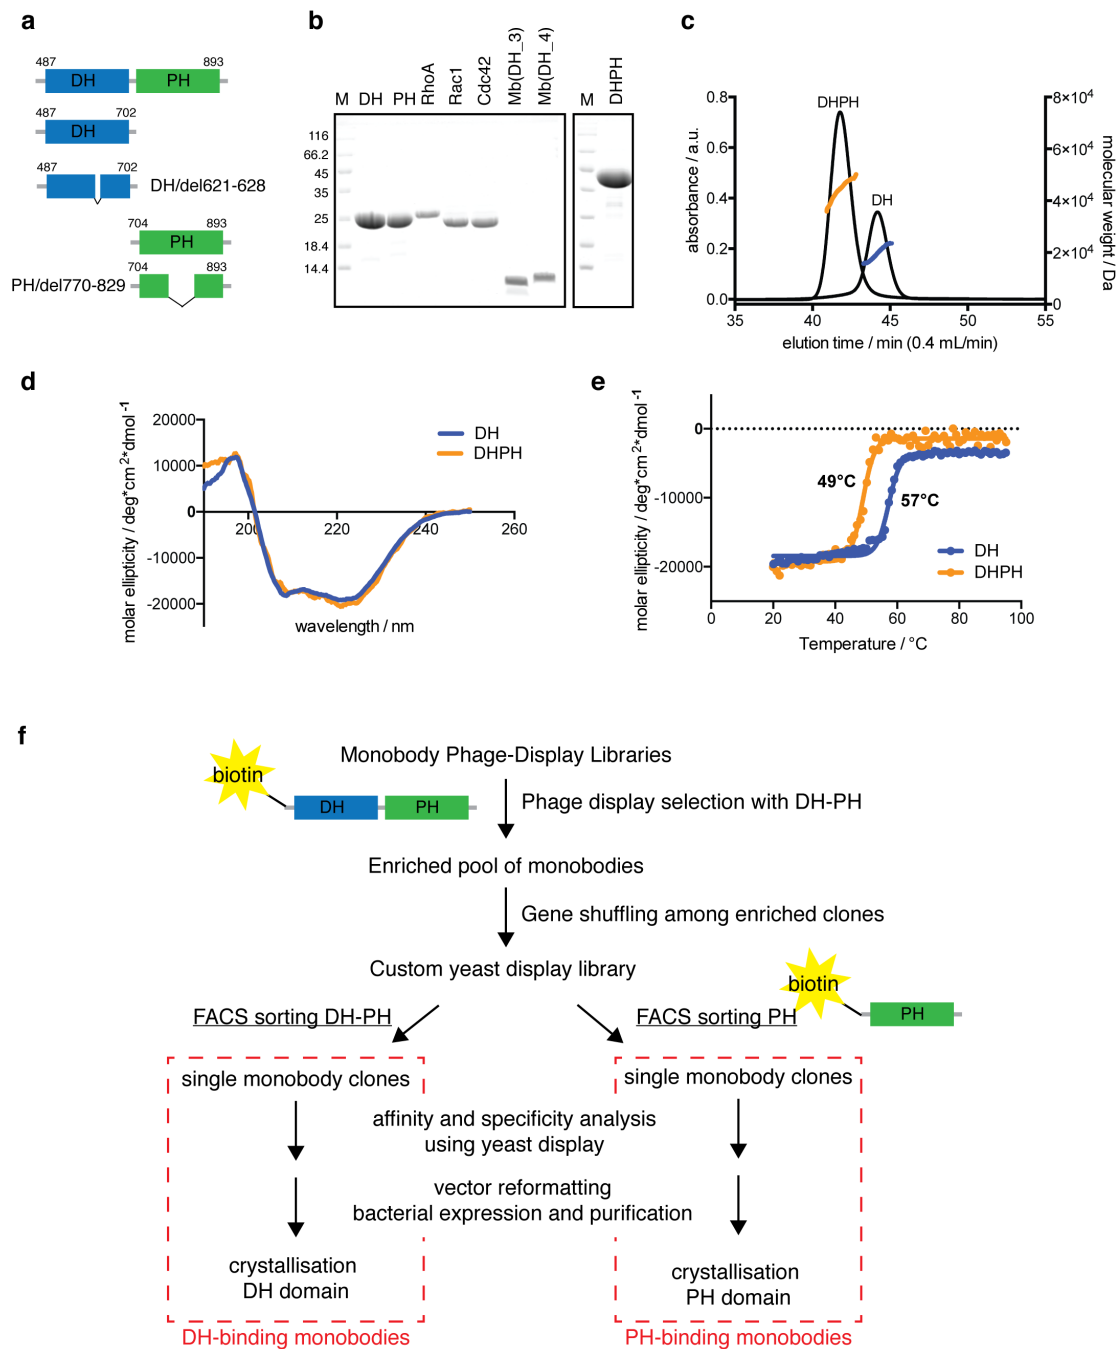 a
487 893
DH PH
487 702
DH
487 702
DH/del621-628
704 893
PH
704 893
PH/del770-829
b
M DH PH RhoA Rac1 Cdc42 Mb(DH_3) Mb(DH_4) M DHPH
116
66.2
45
35
25
18.4
14.4
c
DHPH
DH
0.8
0.6
0.4
0.2
0.0
absorbance / a.u.
8×10⁴
6×10⁴
4×10⁴
2×10⁴
0
molecular weight / Da
35 40 45 50 55
elution time / min (0.4 mL/min)
d
20000
10000
0
-10000
-20000
molar ellipticity / deg*cm²*dmol⁻¹
200 220 240 260
wavelength / nm
DH
DHPH
e
0
-10000
-20000
molar ellipticity / deg*cm²*dmol⁻¹
49°C
57°C
DH
DHPH
0 20 40 60 80 100
Temperature / °C
f
Monobody Phage-Display Libraries
biotin
DH PH
Phage display selection with DH-PH
Enriched pool of monobodies
Gene shuffling among enriched clones
Custom yeast display library
biotin
PH
FACS sorting DH-PH
FACS sorting PH
single monobody clones
single monobody clones
affinity and specificity analysis
using yeast display
vector reformatting
bacterial expression and purification
crystallisation
DH domain
crystallisation
PH domain
DH-binding monobodies
PH-binding monobodies